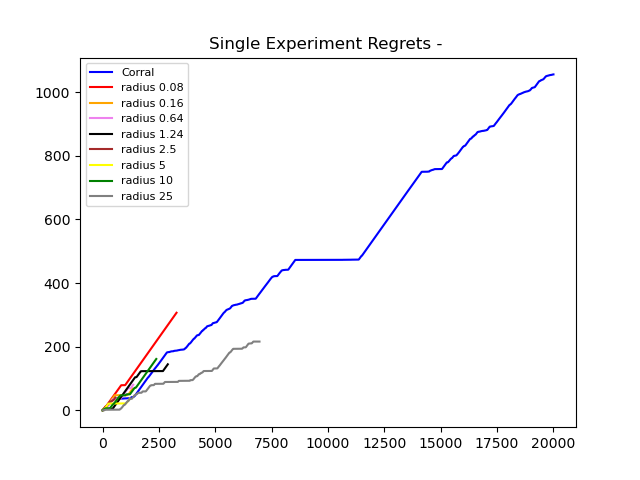 Single Experiment Regrets -
Corral
radius 0.08
radius 0.16
radius 0.64
radius 1.24
radius 2.5
radius 5
radius 10
radius 25
1000
800
600
400
200
0
0 2500 5000 7500 10000 12500 15000 17500 20000